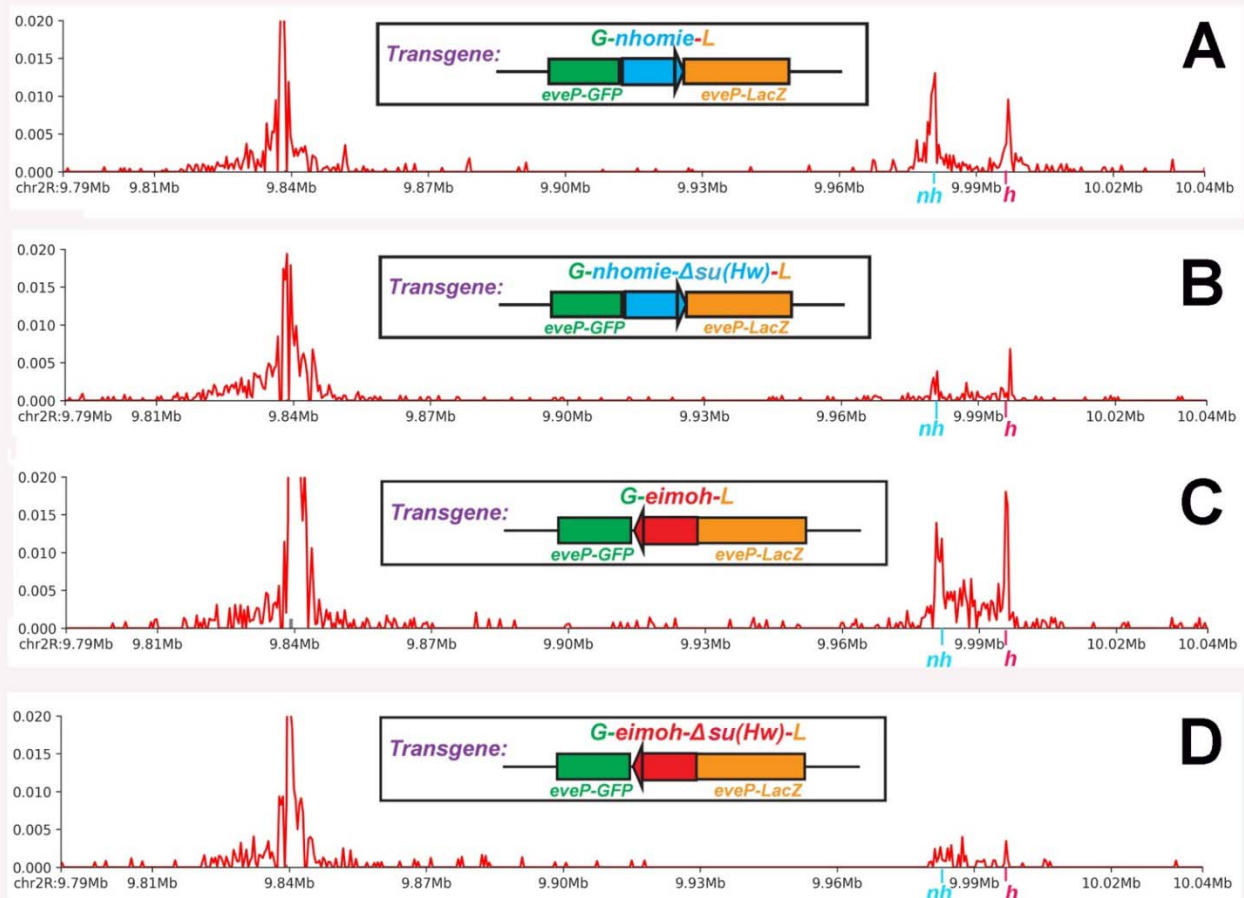 0.020
0.015
0.010
0.005
0.000
Transgene:
G-nhomie-L
eveP-GFP eveP-LacZ
A
chr2R:9.79Mb 9.81Mb 9.84Mb 9.87Mb 9.90Mb 9.93Mb 9.96Mb 9.99Mb 10.02Mb 10.04Mb
nh h
0.020
0.015
0.010
0.005
0.000
Transgene:
G-nhomie-Δsu(Hw)-L
eveP-GFP eveP-LacZ
B
chr2R:9.79Mb 9.81Mb 9.84Mb 9.87Mb 9.90Mb 9.93Mb 9.96Mb 9.99Mb 10.02Mb 10.04Mb
nh h
0.020
0.015
0.010
0.005
0.000
Transgene:
G-eimoh-L
eveP-GFP eveP-LacZ
C
chr2R:9.79Mb 9.81Mb 9.84Mb 9.87Mb 9.90Mb 9.93Mb 9.96Mb 9.99Mb 10.02Mb 10.04Mb
nh h
0.020
0.015
0.010
0.005
0.000
Transgene:
G-eimoh-Δsu(Hw)-L
eveP-GFP eveP-LacZ
D
chr2R:9.79Mb 9.81Mb 9.84Mb 9.87Mb 9.90Mb 9.93Mb 9.96Mb 9.99Mb 10.02Mb 10.04Mb
nh h